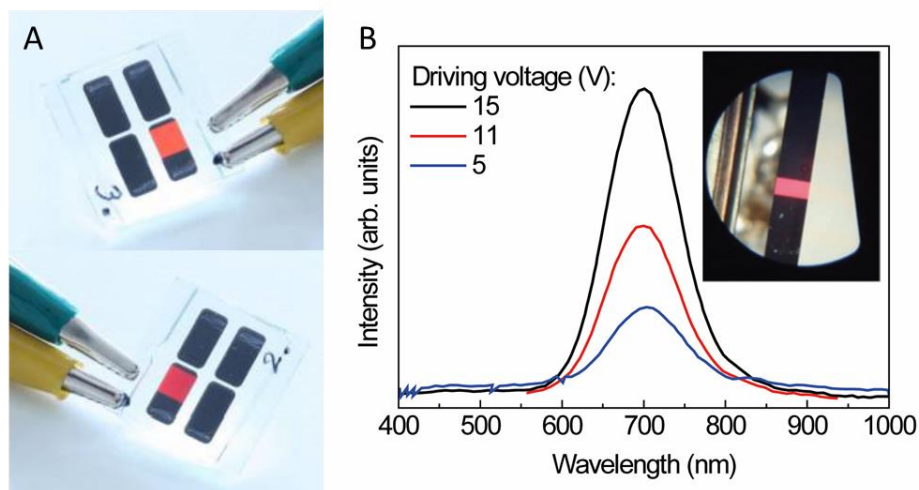 A
3.
2.
B
Driving voltage (V):
15
11
5
Intensity (arb. units)
400 500 600 700 800 900 1000
Wavelength (nm)